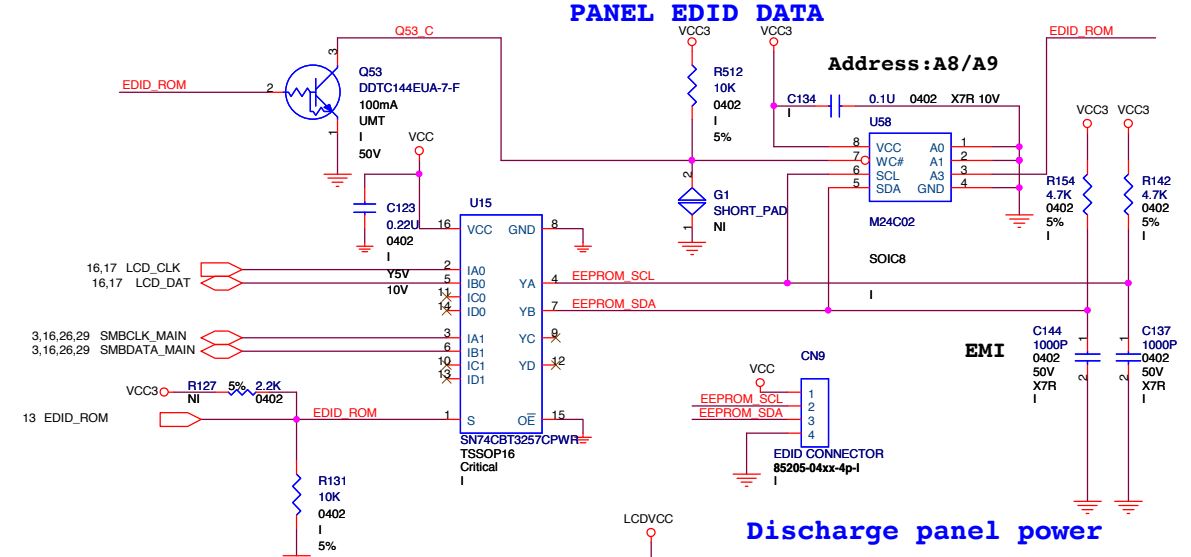 PANEL EDID DATA
Q53_C
VCC3
VCC3
EDID_ROM
3
Q53
DDTC144EUA-7-F
100mA
UMT
I
50V
EDID_ROM
2
1
R512
10K
0402
I
5%
Address:A8/A9
C134
I
0.1U 0402 X7R 10V
U58
8 VCC A0 1
7 WC# A1 2
6 SCL A3 3
5 SDA GND 4
M24C02
SOIC8
I
VCC3 VCC3
R154
4.7K
0402
5%
I
R142
4.7K
0402
5%
I
VCC
C123
0.22U
0402
I
Y5V
10V
2
G1
SHORT_PAD
1
NI
U15
16 VCC GND 8
16,17 LCD_CLK
2 IA0
YA 4
EEPROM_SCL
16,17 LCD_DAT
5 IB0
11 IC0
14 ID0
YB 7
EEPROM_SDA
3,16,26,29 SMBCLK_MAIN
3 IA1
YC 9
3,16,26,29 SMBDATA_MAIN
6 IB1
10 IC1
YD 12
13 ID1
VCC3
R127 5% 2.2K
NI 0402
13 EDID_ROM
EDID_ROM
1 S OE 15
SN74CBT3257CPWR
TSSOP16
Critical
I
R131
10K
0402
I
5%
EMI
C144
1000P
0402
50V
X7R
I
1
2
C137
1000P
0402
50V
X7R
I
1
2
CN9
VCC
1
EEPROM_SCL
2
EEPROM_SDA
3
4
EDID CONNECTOR
85205-04xx-4p-I
I
LCDVCC
Discharge panel power